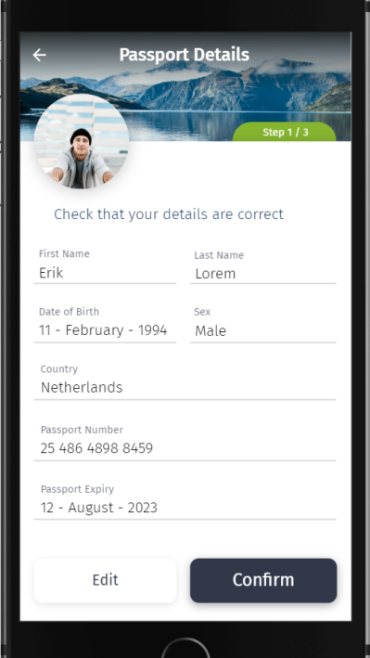 Passport Details
Step 1 / 3
Check that your details are correct
First Name
Last Name
Erik
Lorem
Date of Birth
Sex
11 - February - 1994
Male
Country
Netherlands
Passport Number
25 486 4898 8459
Passport Expiry
12 - August - 2023
Edit
Confirm